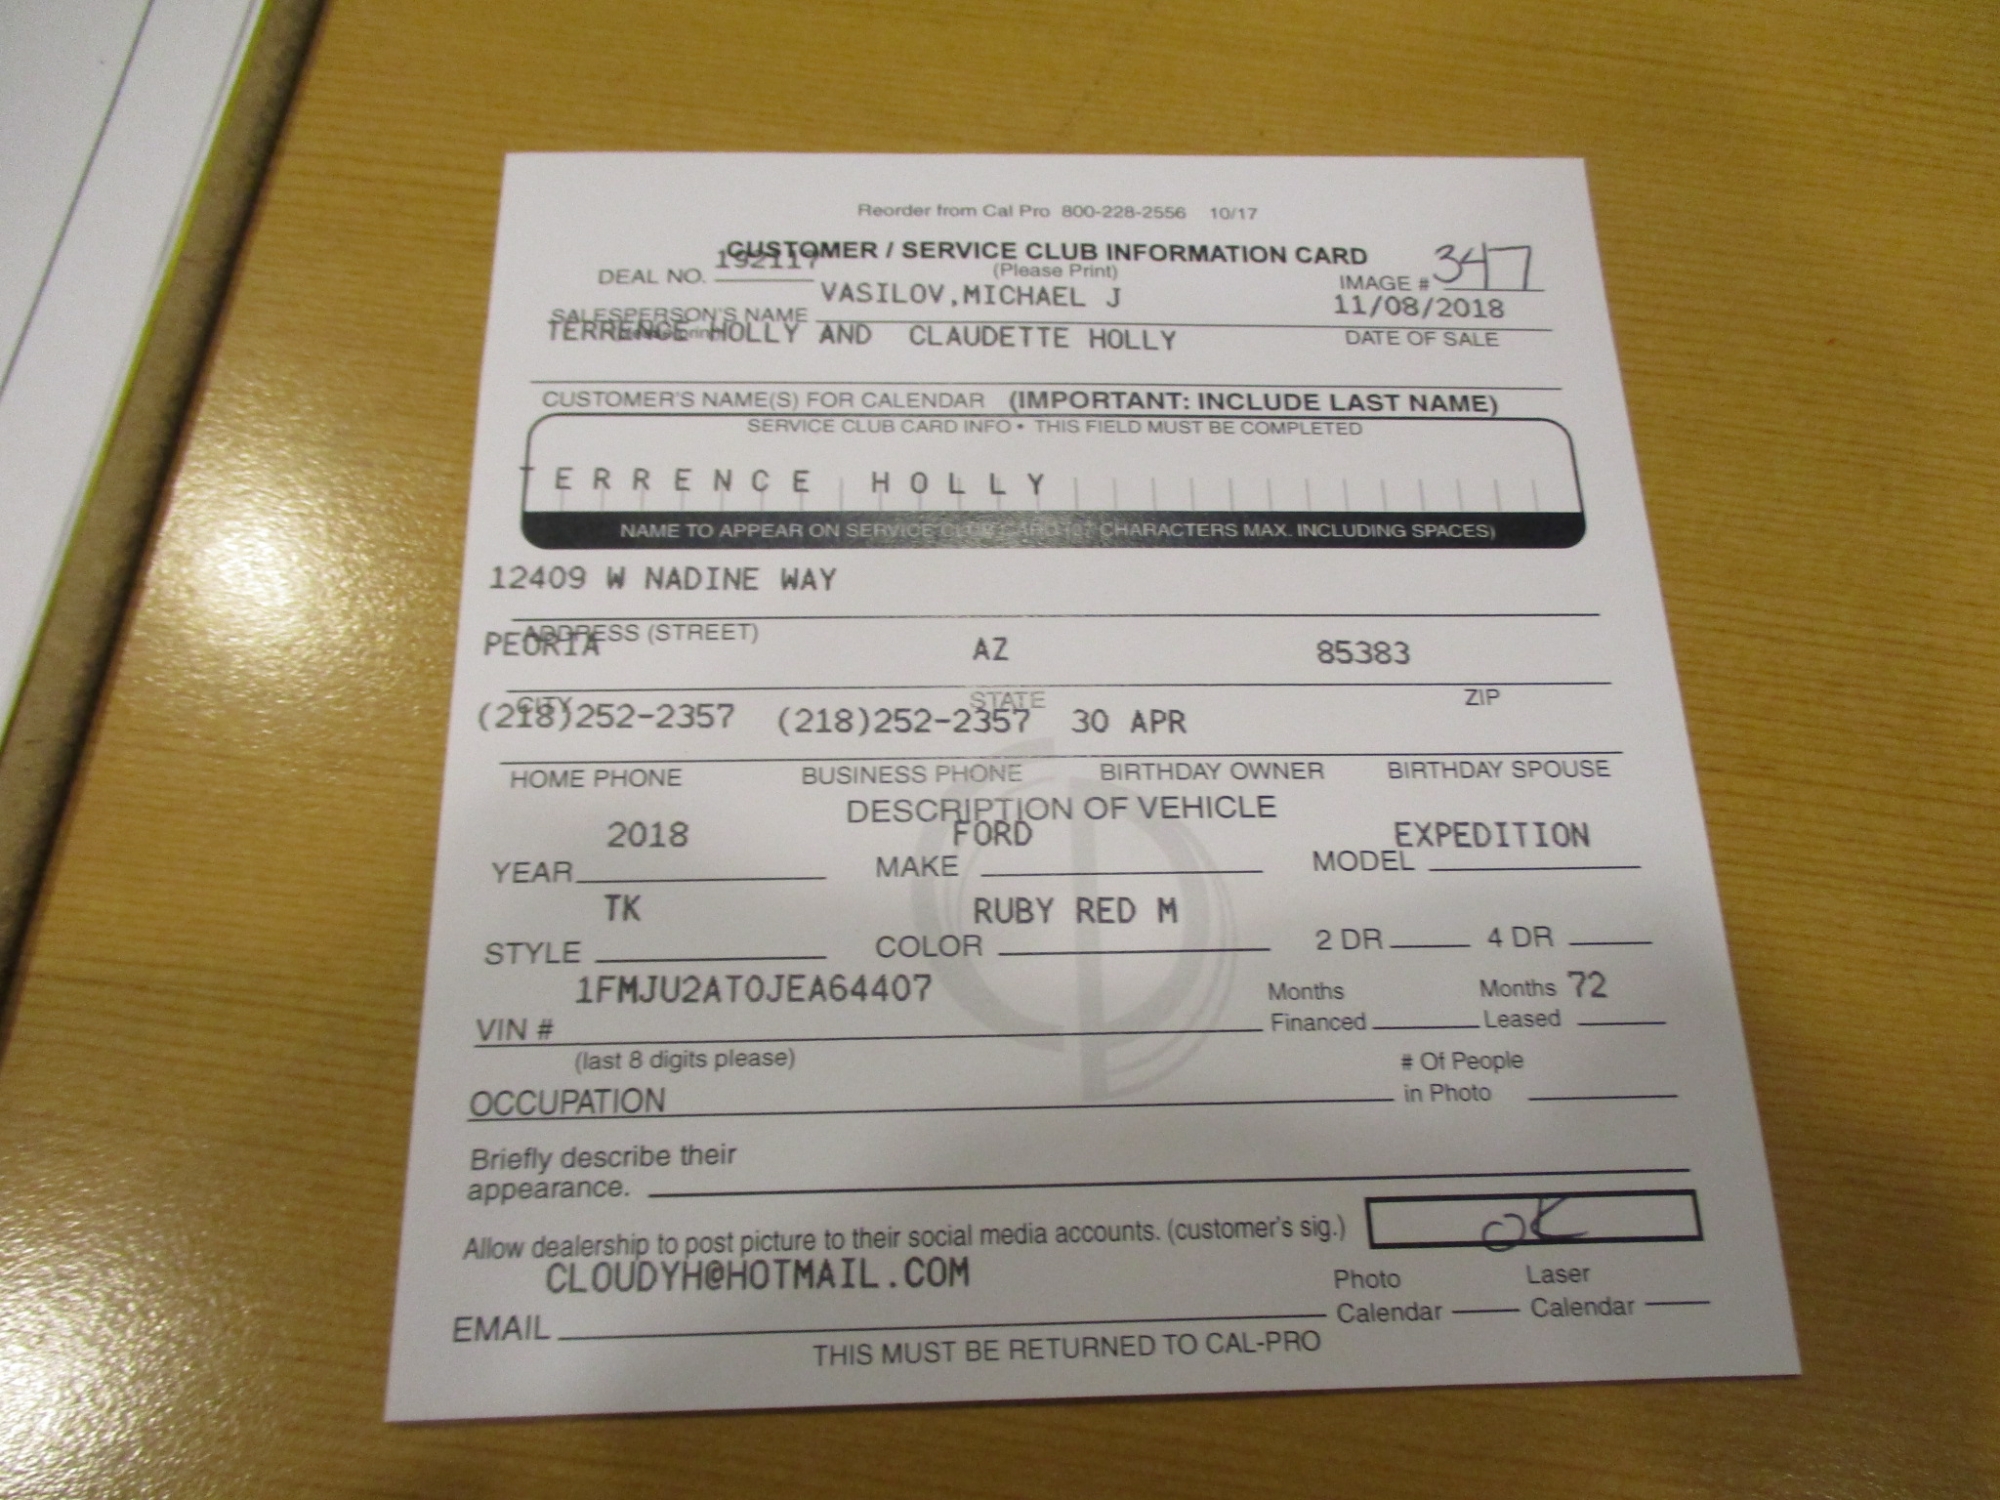 Reorder from Cal Pro 800-228-2556 10/17
CUSTOMER / SERVICE CLUB INFORMATION CARD
192117
DEAL NO. (Please Print) IMAGE # 347
VASILOV,MICHAEL J 11/08/2018
SALESPERSON'S NAME
TERRENCE HOLLY AND CLAUDETTE HOLLY DATE OF SALE
CUSTOMER'S NAME(S) FOR CALENDAR (IMPORTANT: INCLUDE LAST NAME)
SERVICE CLUB CARD INFO • THIS FIELD MUST BE COMPLETED
TERRENCE HOLLY
NAME TO APPEAR ON SERVICE CLUB CARD CHARACTERS MAX. INCLUDING SPACES)
12409 W NADINE WAY
ADDRESS (STREET)
PEORIA AZ 85383
CITY STATE ZIP
(218)252-2357 (218)252-2357 30 APR
HOME PHONE BUSINESS PHONE BIRTHDAY OWNER BIRTHDAY SPOUSE
DESCRIPTION OF VEHICLE
2018 FORD EXPEDITION
YEAR MAKE MODEL
TK RUBY RED M
STYLE COLOR 2 DR 4 DR
1FMJU2AT0JEA64407 Months Months 72
VIN # Financed Leased
(last 8 digits please) # Of People
OCCUPATION in Photo
Briefly describe their
appearance.
Allow dealership to post picture to their social media accounts. (customer's sig.) OK
CLOUDYH@HOTMAIL.COM Photo Laser
EMAIL Calendar Calendar
THIS MUST BE RETURNED TO CAL-PRO